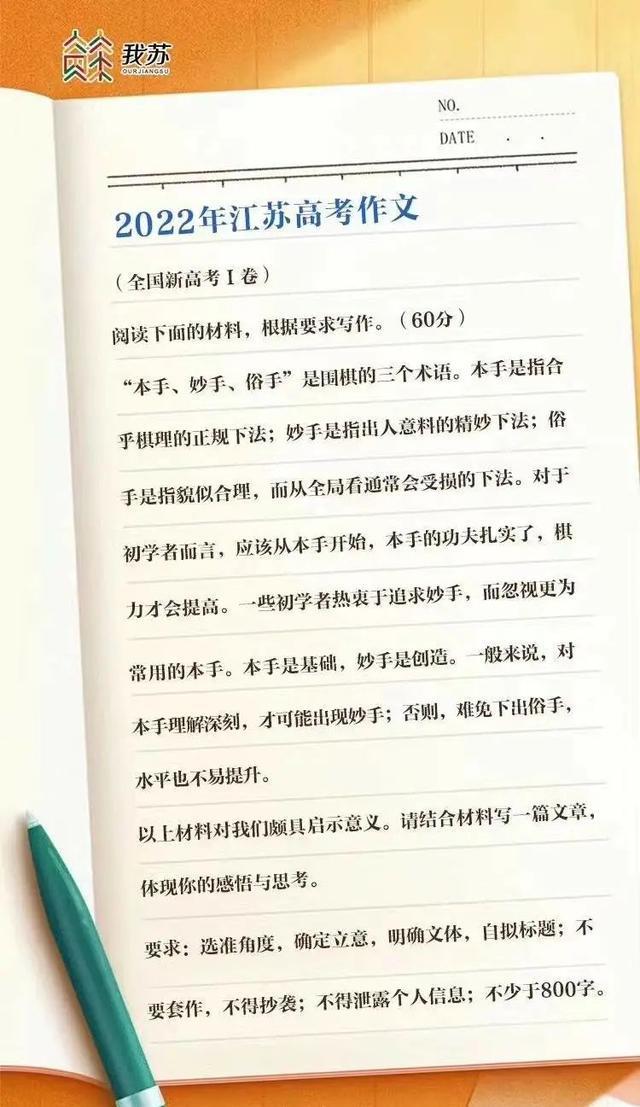 我苏
OURJIANGSU
NO.
DATE . .
2022年江苏高考作文
（全国新高考Ⅰ卷）
阅读下面的材料，根据要求写作。（60分）
“本手、妙手、俗手”是围棋的三个术语。本手是指合
乎棋理的正规下法；妙手是指出人意料的精妙下法；俗
手是指貌似合理，而从全局看通常会受损的下法。对于
初学者而言，应该从本手开始，本手的功夫扎实了，棋
力才会提高。一些初学者热衷于追求妙手，而忽视更为
常用的本手。本手是基础，妙手是创造。一般来说，对
本手理解深刻，才可能出现妙手；否则，难免下出俗手，
水平也不易提升。
以上材料对我们颇具启示意义。请结合材料写一篇文章，
体现你的感悟与思考。
要求：选准角度，确定立意，明确文体，自拟标题；不
要套作，不得抄袭；不得泄露个人信息；不少于800字。